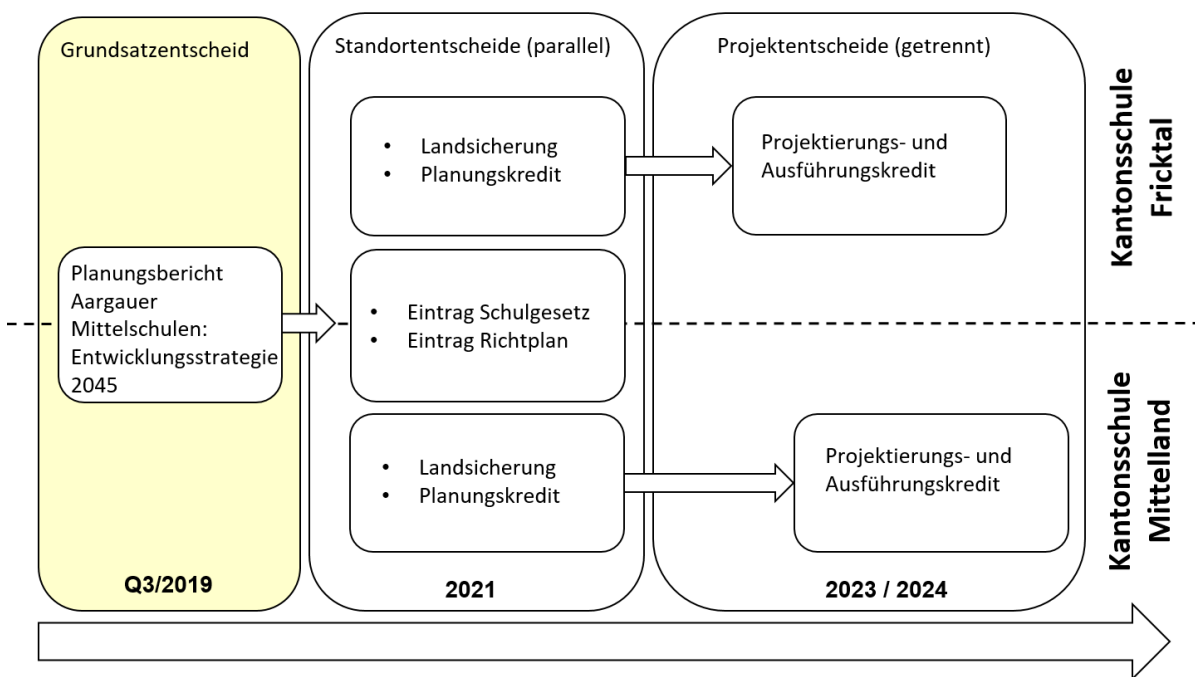 Grundsatzentscheid
Planungsbericht
Aargauer
Mittelschulen:
Entwicklungsstrategie
2045
Q3/2019
Standortentscheide (parallel)
• Landsicherung
• Planungskredit
• Eintrag Schulgesetz
• Eintrag Richtplan
• Landsicherung
• Planungskredit
2021
Projektentscheide (getrennt)
Projektierungs- und
Ausführungskredit
Projektierungs- und
Ausführungskredit
2023 / 2024
Kantonsschule
Fricktal
Kantonsschule
Mittelland